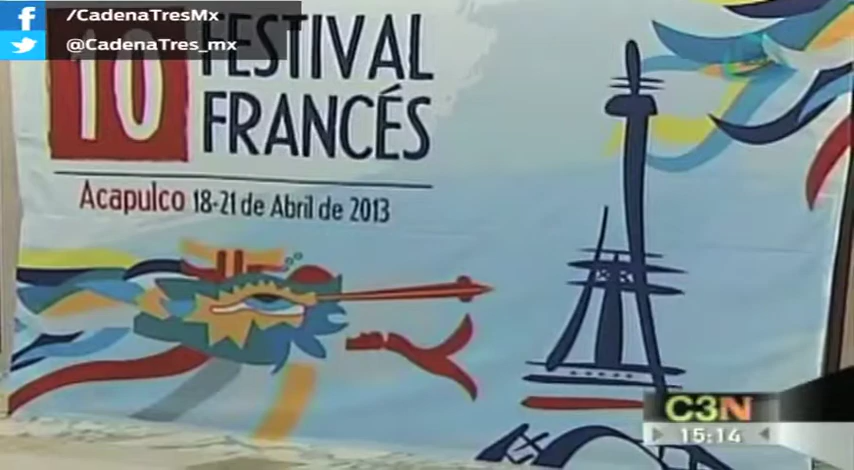 /CadenaTresMx
@CadenaTres_mx
10
FESTIVAL
FRANCÉS
Acapulco 18-21 de Abril de 2013
C3N
15:14